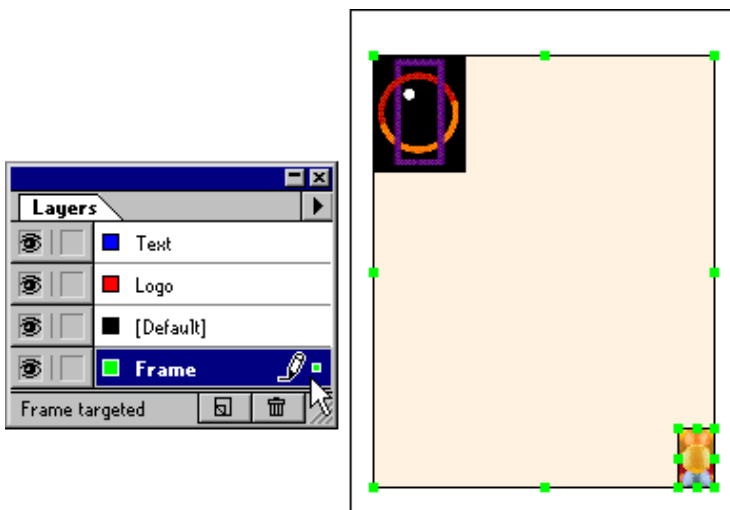 Layers
Text
Logo
[Default]
Frame
Frame targeted